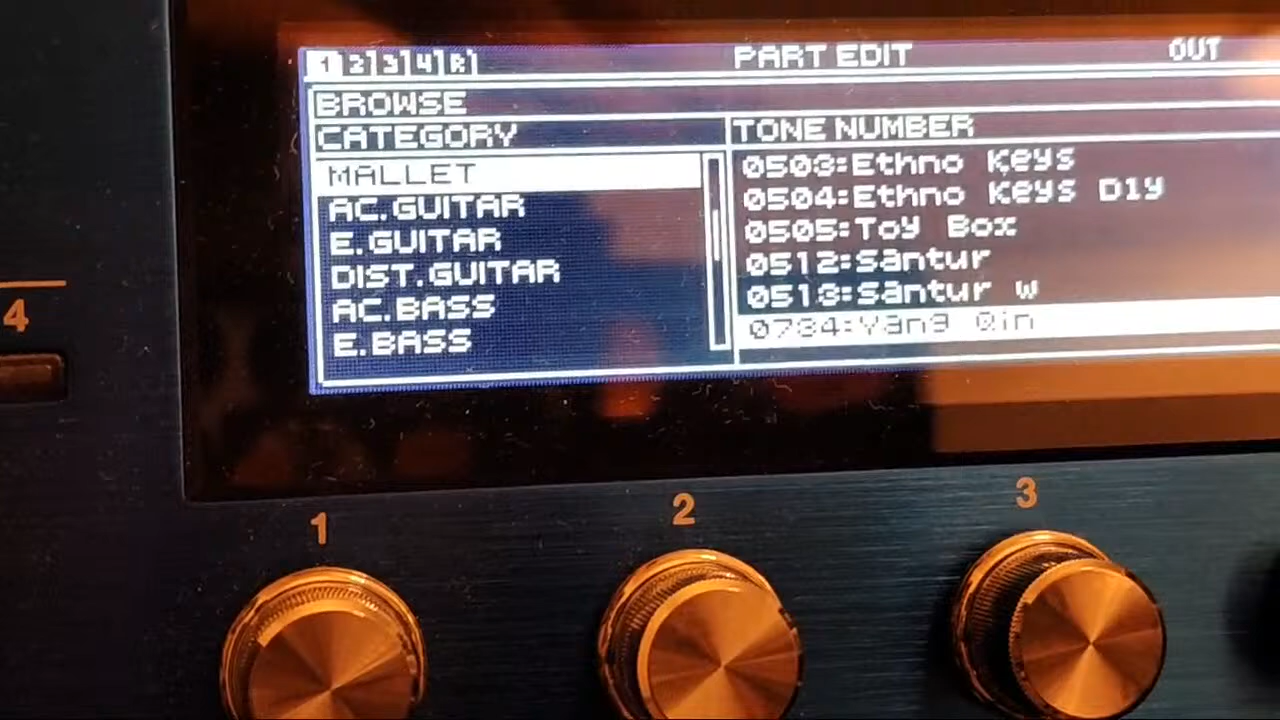 1 2 3 4 R
PART EDIT
OUT
BROWSE
CATEGORY
TONE NUMBER
MALLET
AC.GUITAR
E.GUITAR
DIST.GUITAR
AC.BASS
E.BASS
0503:Ethno Keys
0504:Ethno Keys D1y
0505:Toy Box
0512:Santur
0513:Santur W
0784:Yang Qin
4
1
2
3